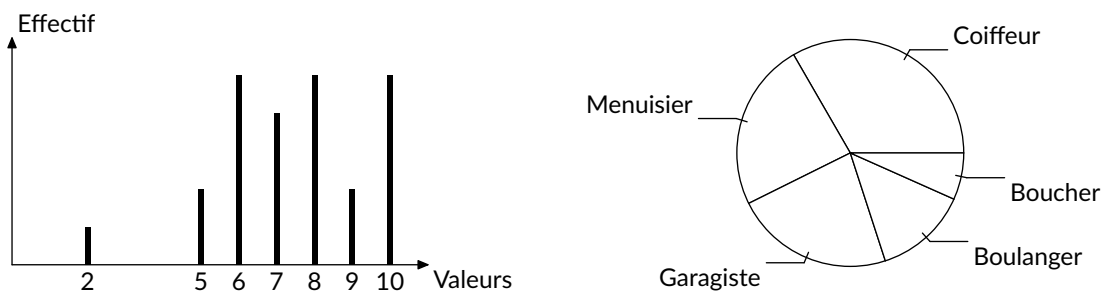 Effectif
2 5 6 7 8 9 10 Valeurs
Coiffeur
Menuisier
Boucher
Boulanger
Garagiste